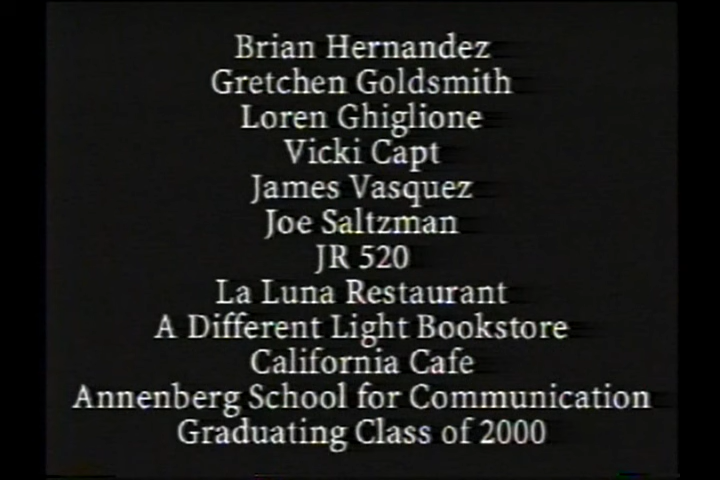 Brian Hernandez
Gretchen Goldsmith
Loren Ghiglione
Vicki Capt
James Vasquez
Joe Saltzman
JR 520
La Luna Restaurant
A Different Light Bookstore
California Cafe
Annenberg School for Communication
Graduating Class of 2000